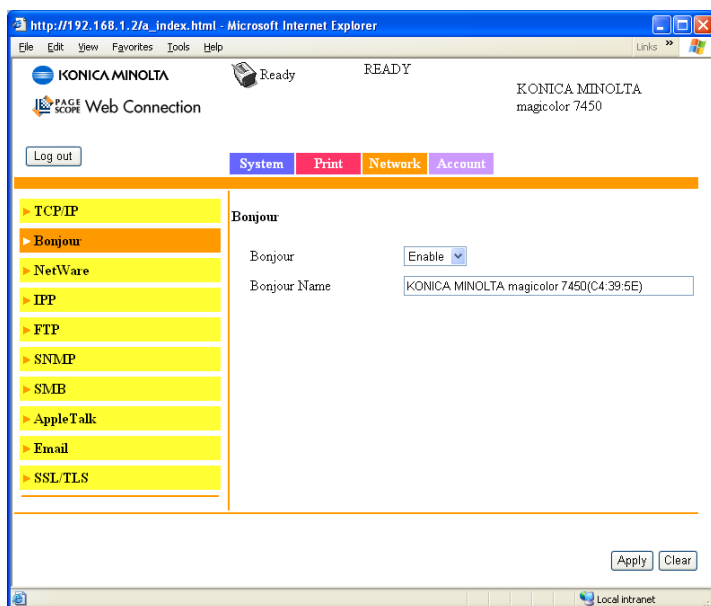 http://192.168.1.2/a_index.html - Microsoft Internet Explorer
File Edit View Favorites Tools Help
Links »
KONICA MINOLTA
Ready
READY
KONICA MINOLTA
magicolor 7450
PAGE SCOPE Web Connection
Log out
System Print Network Account
TCP/IP
Bonjour
NetWare
IPP
FTP
SNMP
SMB
AppleTalk
Email
SSL/TLS
Bonjour
Bonjour Enable
Bonjour Name KONICA MINOLTA magicolor 7450(C4:39:5E)
Apply Clear
Local intranet